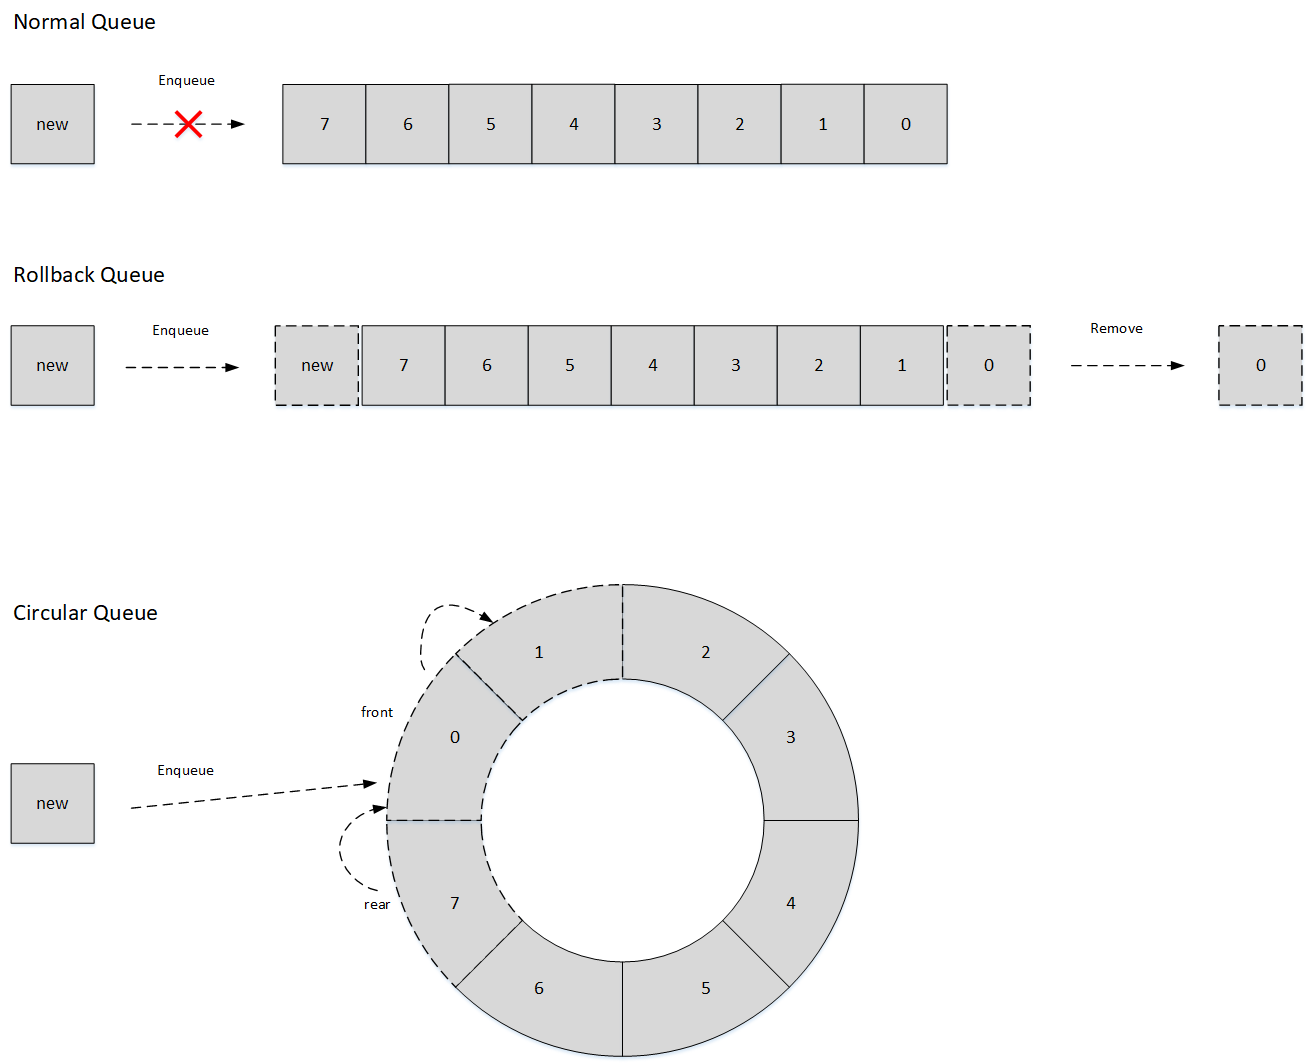 Normal Queue
Enqueue
new 7 6 5 4 3 2 1 0
Rollback Queue
Enqueue Remove
new new 7 6 5 4 3 2 1 0 0
Circular Queue
1 2
front
0 3
Enqueue
new
rear
7 4
6 5